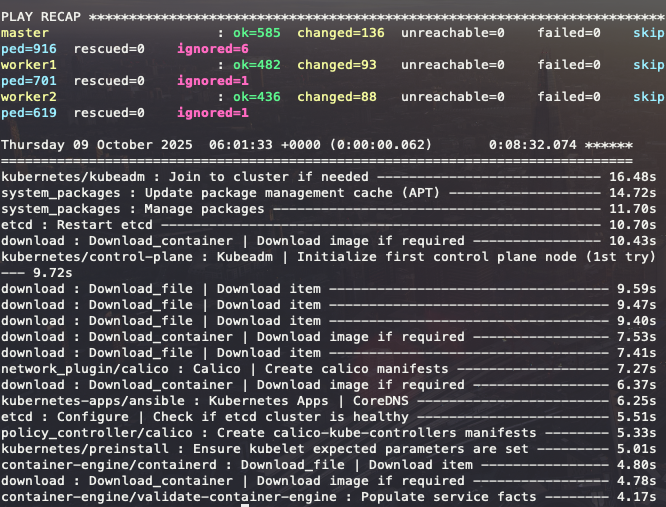 PLAY RECAP *********************************************************************
master                     : ok=585  changed=136  unreachable=0    failed=0    skip
ped=916  rescued=0    ignored=6
worker1                    : ok=482  changed=93   unreachable=0    failed=0    skip
ped=701  rescued=0    ignored=1
worker2                    : ok=436  changed=88   unreachable=0    failed=0    skip
ped=619  rescued=0    ignored=1
Thursday 09 October 2025  06:01:33 +0000 (0:00:00.062)       0:08:32.074 ******
===============================================================================
kubernetes/kubeadm : Join to cluster if needed ---------------------------- 16.48s
system_packages : Update package management cache (APT) ------------------- 14.72s
system_packages : Manage packages ----------------------------------------- 11.70s
etcd : Restart etcd ------------------------------------------------------- 10.70s
download : Download_container | Download image if required ---------------- 10.43s
kubernetes/control-plane : Kubeadm | Initialize first control plane node (1st try)
--- 9.72s
download : Download_file | Download item ----------------------------------- 9.59s
download : Download_file | Download item ----------------------------------- 9.47s
download : Download_file | Download item ----------------------------------- 9.40s
download : Download_container | Download image if required ----------------- 7.53s
download : Download_file | Download item ----------------------------------- 7.41s
network_plugin/calico : Calico | Create calico manifests ------------------- 7.27s
download : Download_container | Download image if required ----------------- 6.37s
kubernetes-apps/ansible : Kubernetes Apps | CoreDNS ------------------------ 6.25s
etcd : Configure | Check if etcd cluster is healthy ------------------------ 5.51s
policy_controller/calico : Create calico-kube-controllers manifests -------- 5.33s
kubernetes/preinstall : Ensure kubelet expected parameters are set --------- 5.01s
container-engine/containerd : Download_file | Download item ---------------- 4.80s
download : Download_container | Download image if required ----------------- 4.78s
container-engine/validate-container-engine : Populate service facts -------- 4.17s